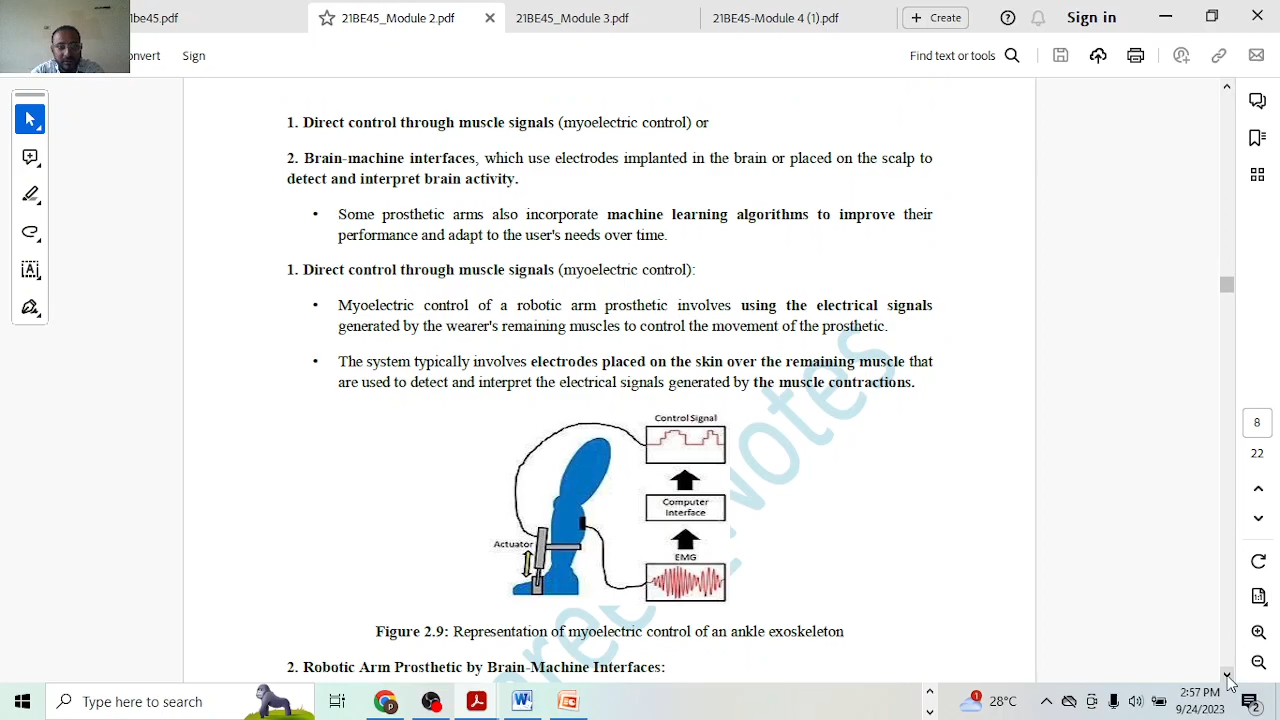 1be45.pdf
21BE45_Module 2.pdf
21BE45_Module 3.pdf
21BE45-Module 4 (1).pdf
Create
Sign in
nvert
Sign
Find text or tools
1. Direct control through muscle signals (myoelectric control) or
2. Brain-machine interfaces, which use electrodes implanted in the brain or placed on the scalp to
detect and interpret brain activity.
• Some prosthetic arms also incorporate machine learning algorithms to improve their
performance and adapt to the user's needs over time.
1. Direct control through muscle signals (myoelectric control):
• Myoelectric control of a robotic arm prosthetic involves using the electrical signals
generated by the wearer's remaining muscles to control the movement of the prosthetic.
• The system typically involves electrodes placed on the skin over the remaining muscle that
are used to detect and interpret the electrical signals generated by the muscle contractions.
Control Signal
Computer
Interface
Actuator
EMG
Figure 2.9: Representation of myoelectric control of an ankle exoskeleton
2. Robotic Arm Prosthetic by Brain-Machine Interfaces:
8
22
Type here to search
1
28°C
2:57 PM
9/24/2023
2